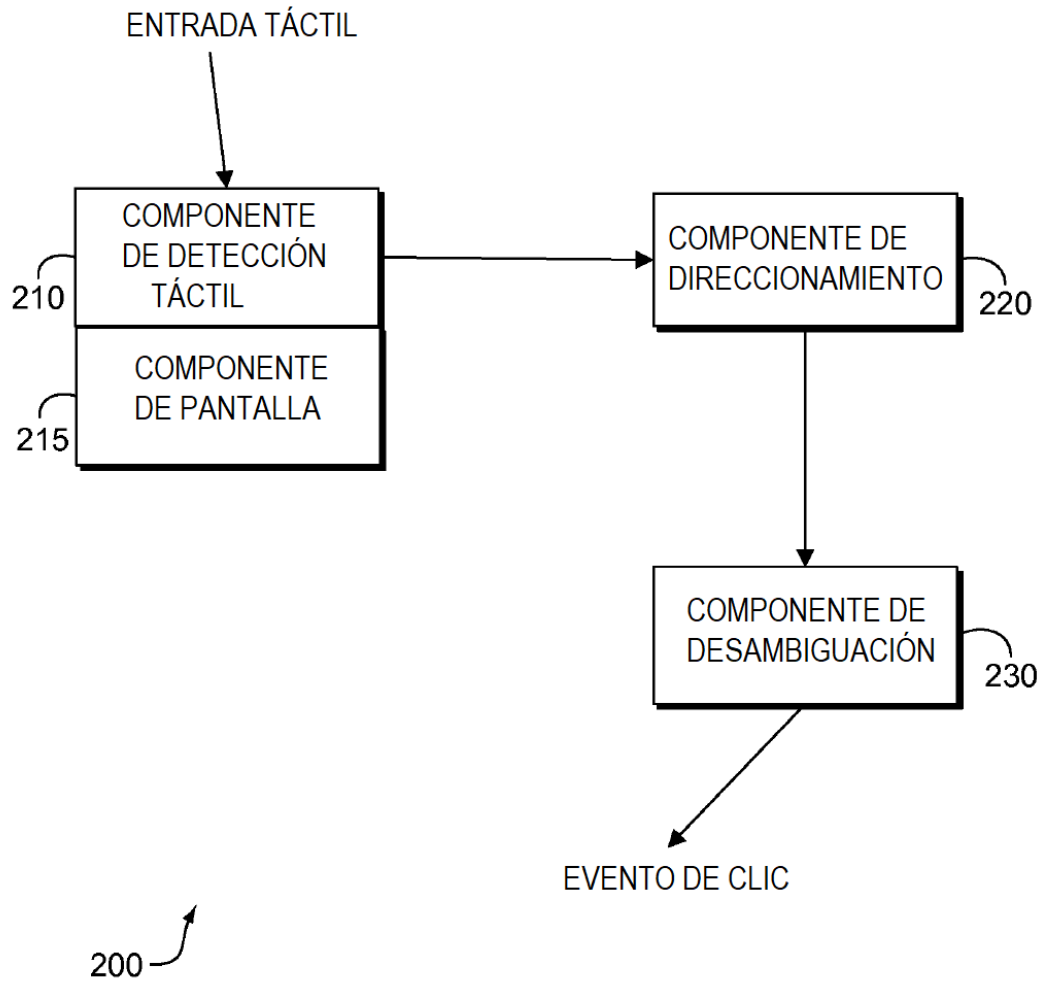 ENTRADA TÁCTIL
COMPONENTE
DE DETECCIÓN
TÁCTIL
210
COMPONENTE DE
DIRECCIONAMIENTO
220
COMPONENTE
DE PANTALLA
215
COMPONENTE DE
DESAMBIGUACIÓN
230
EVENTO DE CLIC
200